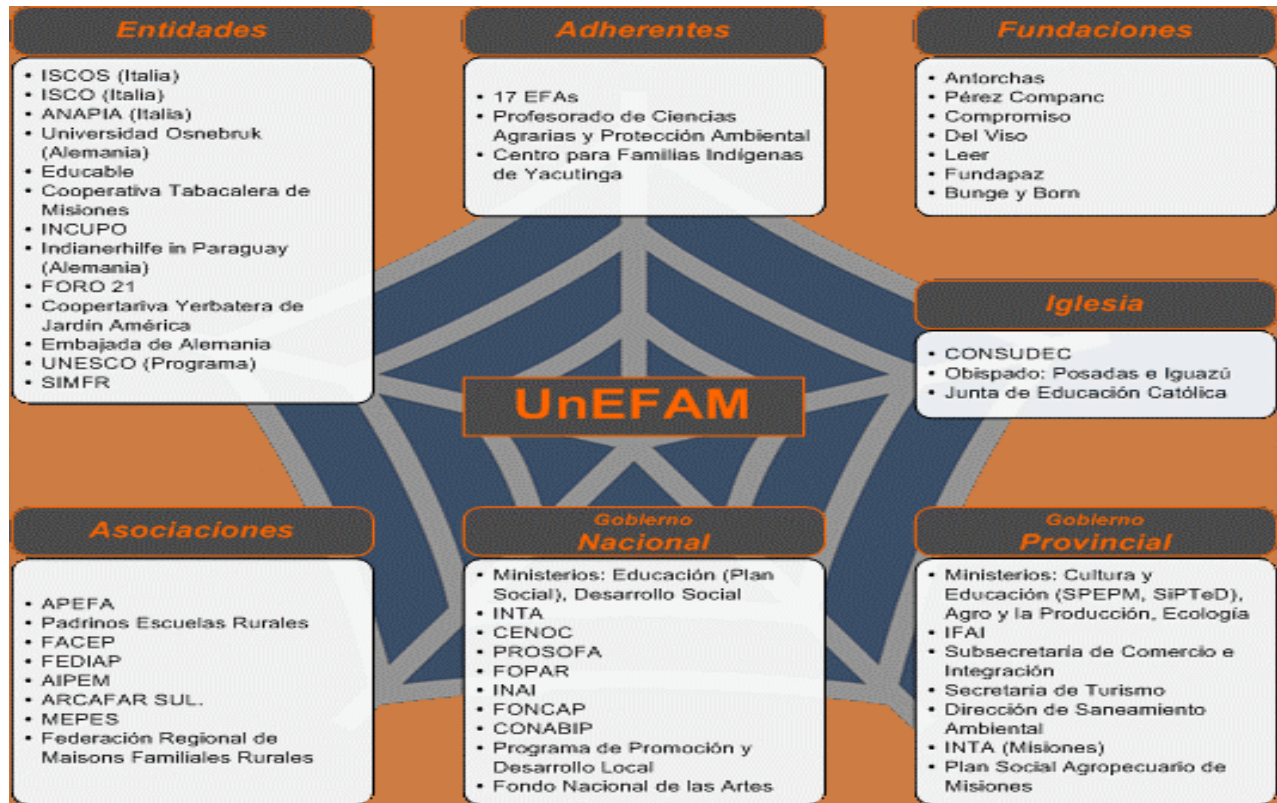 Entidades
• ISCOS (Italia)
• ISCO (Italia)
• ANAPIA (Italia)
• Universidad Osnebruk
(Alemania)
• Educable
• Cooperativa Tabacalera de
Misiones
• INCUPO
• Indianerhilfe in Paraguay
(Alemania)
• FORO 21
• Coopertariva Yerbatera de
Jardín América
• Embajada de Alemania
• UNESCO (Programa)
• SIMFR
Adherentes
• 17 EFAs
• Profesorado de Ciencias
Agrarias y Protección Ambiental
• Centro para Familias Indígenas
de Yacutinga
Fundaciones
• Antorchas
• Pérez Companc
• Compromiso
• Del Viso
• Leer
• Fundapaz
• Bunge y Born
Iglesia
• CONSUDEC
• Obispado: Posadas e Iguazú
• Junta de Educación Católica
UnEFAM
Asociaciones
• APEFA
• Padrinos Escuelas Rurales
• FACEP
• FEDIAP
• AIPEM
• ARCAFAR SUL.
• MEPES
• Federación Regional de
Maisons Familiales Rurales
Gobierno
Nacional
• Ministerios: Educación (Plan
Social), Desarrollo Social
• INTA
• CENOC
• PROSOFA
• FOPAR
• INAI
• FONCAP
• CONABIP
• Programa de Promoción y
Desarrollo Local
• Fondo Nacional de las Artes
Gobierno
Provincial
• Ministerios: Cultura y
Educación (SPEPM, SiPTeD),
Agro y la Producción, Ecología
• IFAI
• Subsecretaría de Comercio e
Integración
• Secretaria de Turismo
• Dirección de Saneamiento
Ambiental
• INTA (Misiones)
• Plan Social Agropecuario de
Misiones